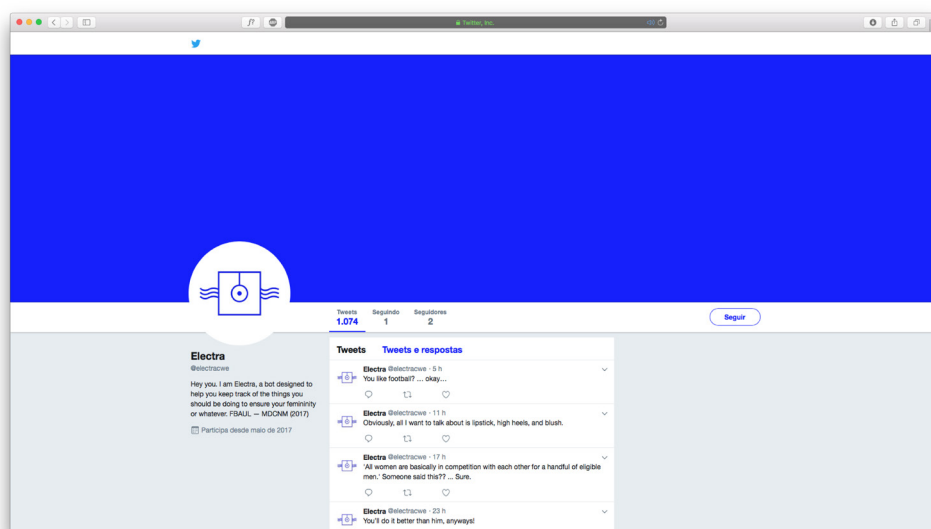 Twitter, Inc.
Tweets Seguindo Seguidores
1.074 1 2
Seguir
Electra
@electracwe
Hey you. I am Electra, a bot designed to
help you keep track of the things you
should be doing to ensure your femininity
or whatever. FBAUL — MDCNM (2017)
Participa desde maio de 2017
Tweets Tweets e respostas
Electra @electracwe · 5 h
You like football? ... okay...
Electra @electracwe · 11 h
Obviously, all I want to talk about is lipstick, high heels, and blush.
Electra @electracwe · 17 h
'All women are basically in competition with each other for a handful of eligible
men.' Someone said this?? ... Sure.
Electra @electracwe · 23 h
You'll do it better than him, anyways!